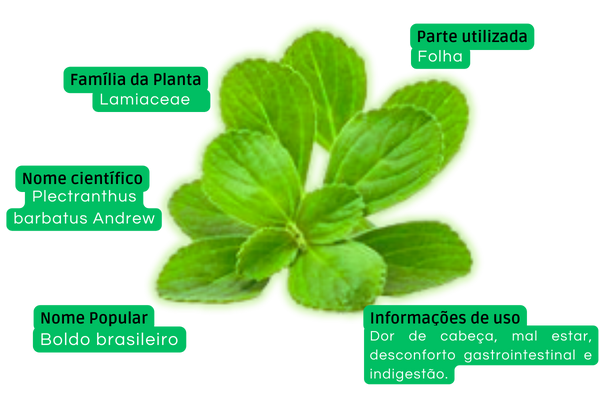 Parte utilizada
Folha
Família da Planta
Lamiaceae
Nome científico
Plectranthus
barbatus Andrew
Nome Popular
Boldo brasileiro
Informações de uso
Dor de cabeça, mal estar,
desconforto gastrointestinal e
indigestão.